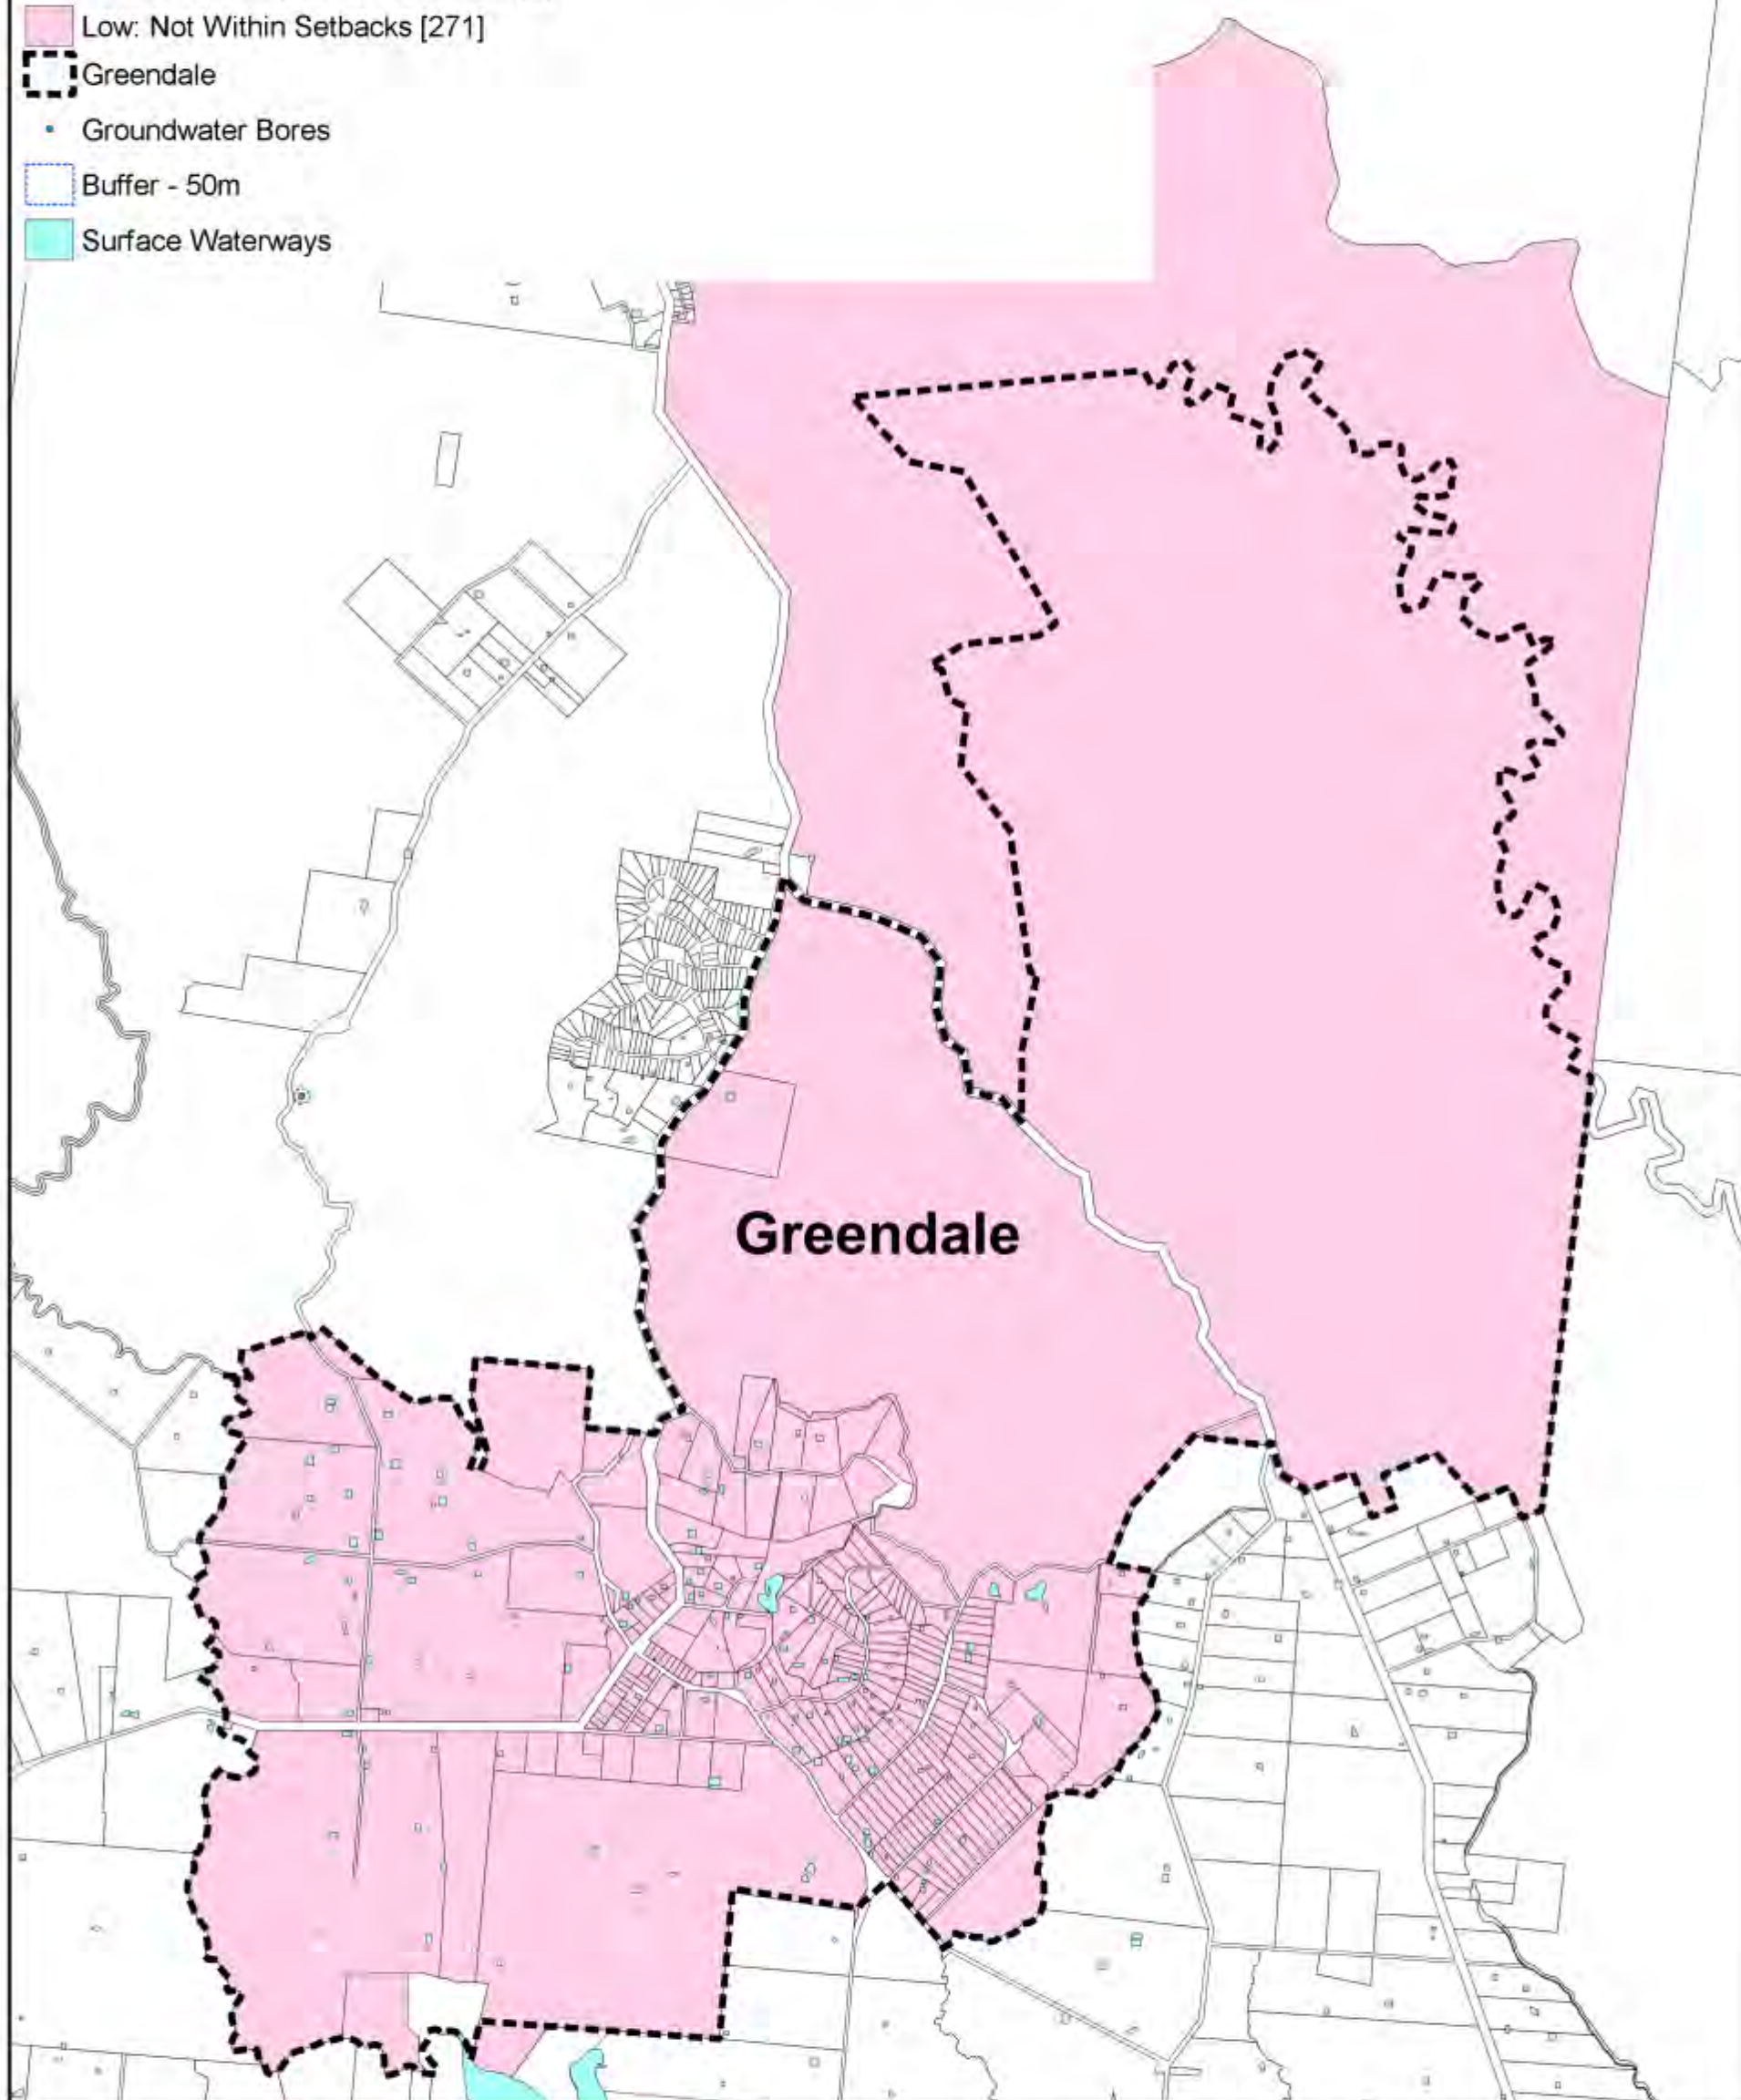 Low: Not Within Setbacks [271]
Greendale
Groundwater Bores
Buffer - 50m
Surface Waterways
Greendale